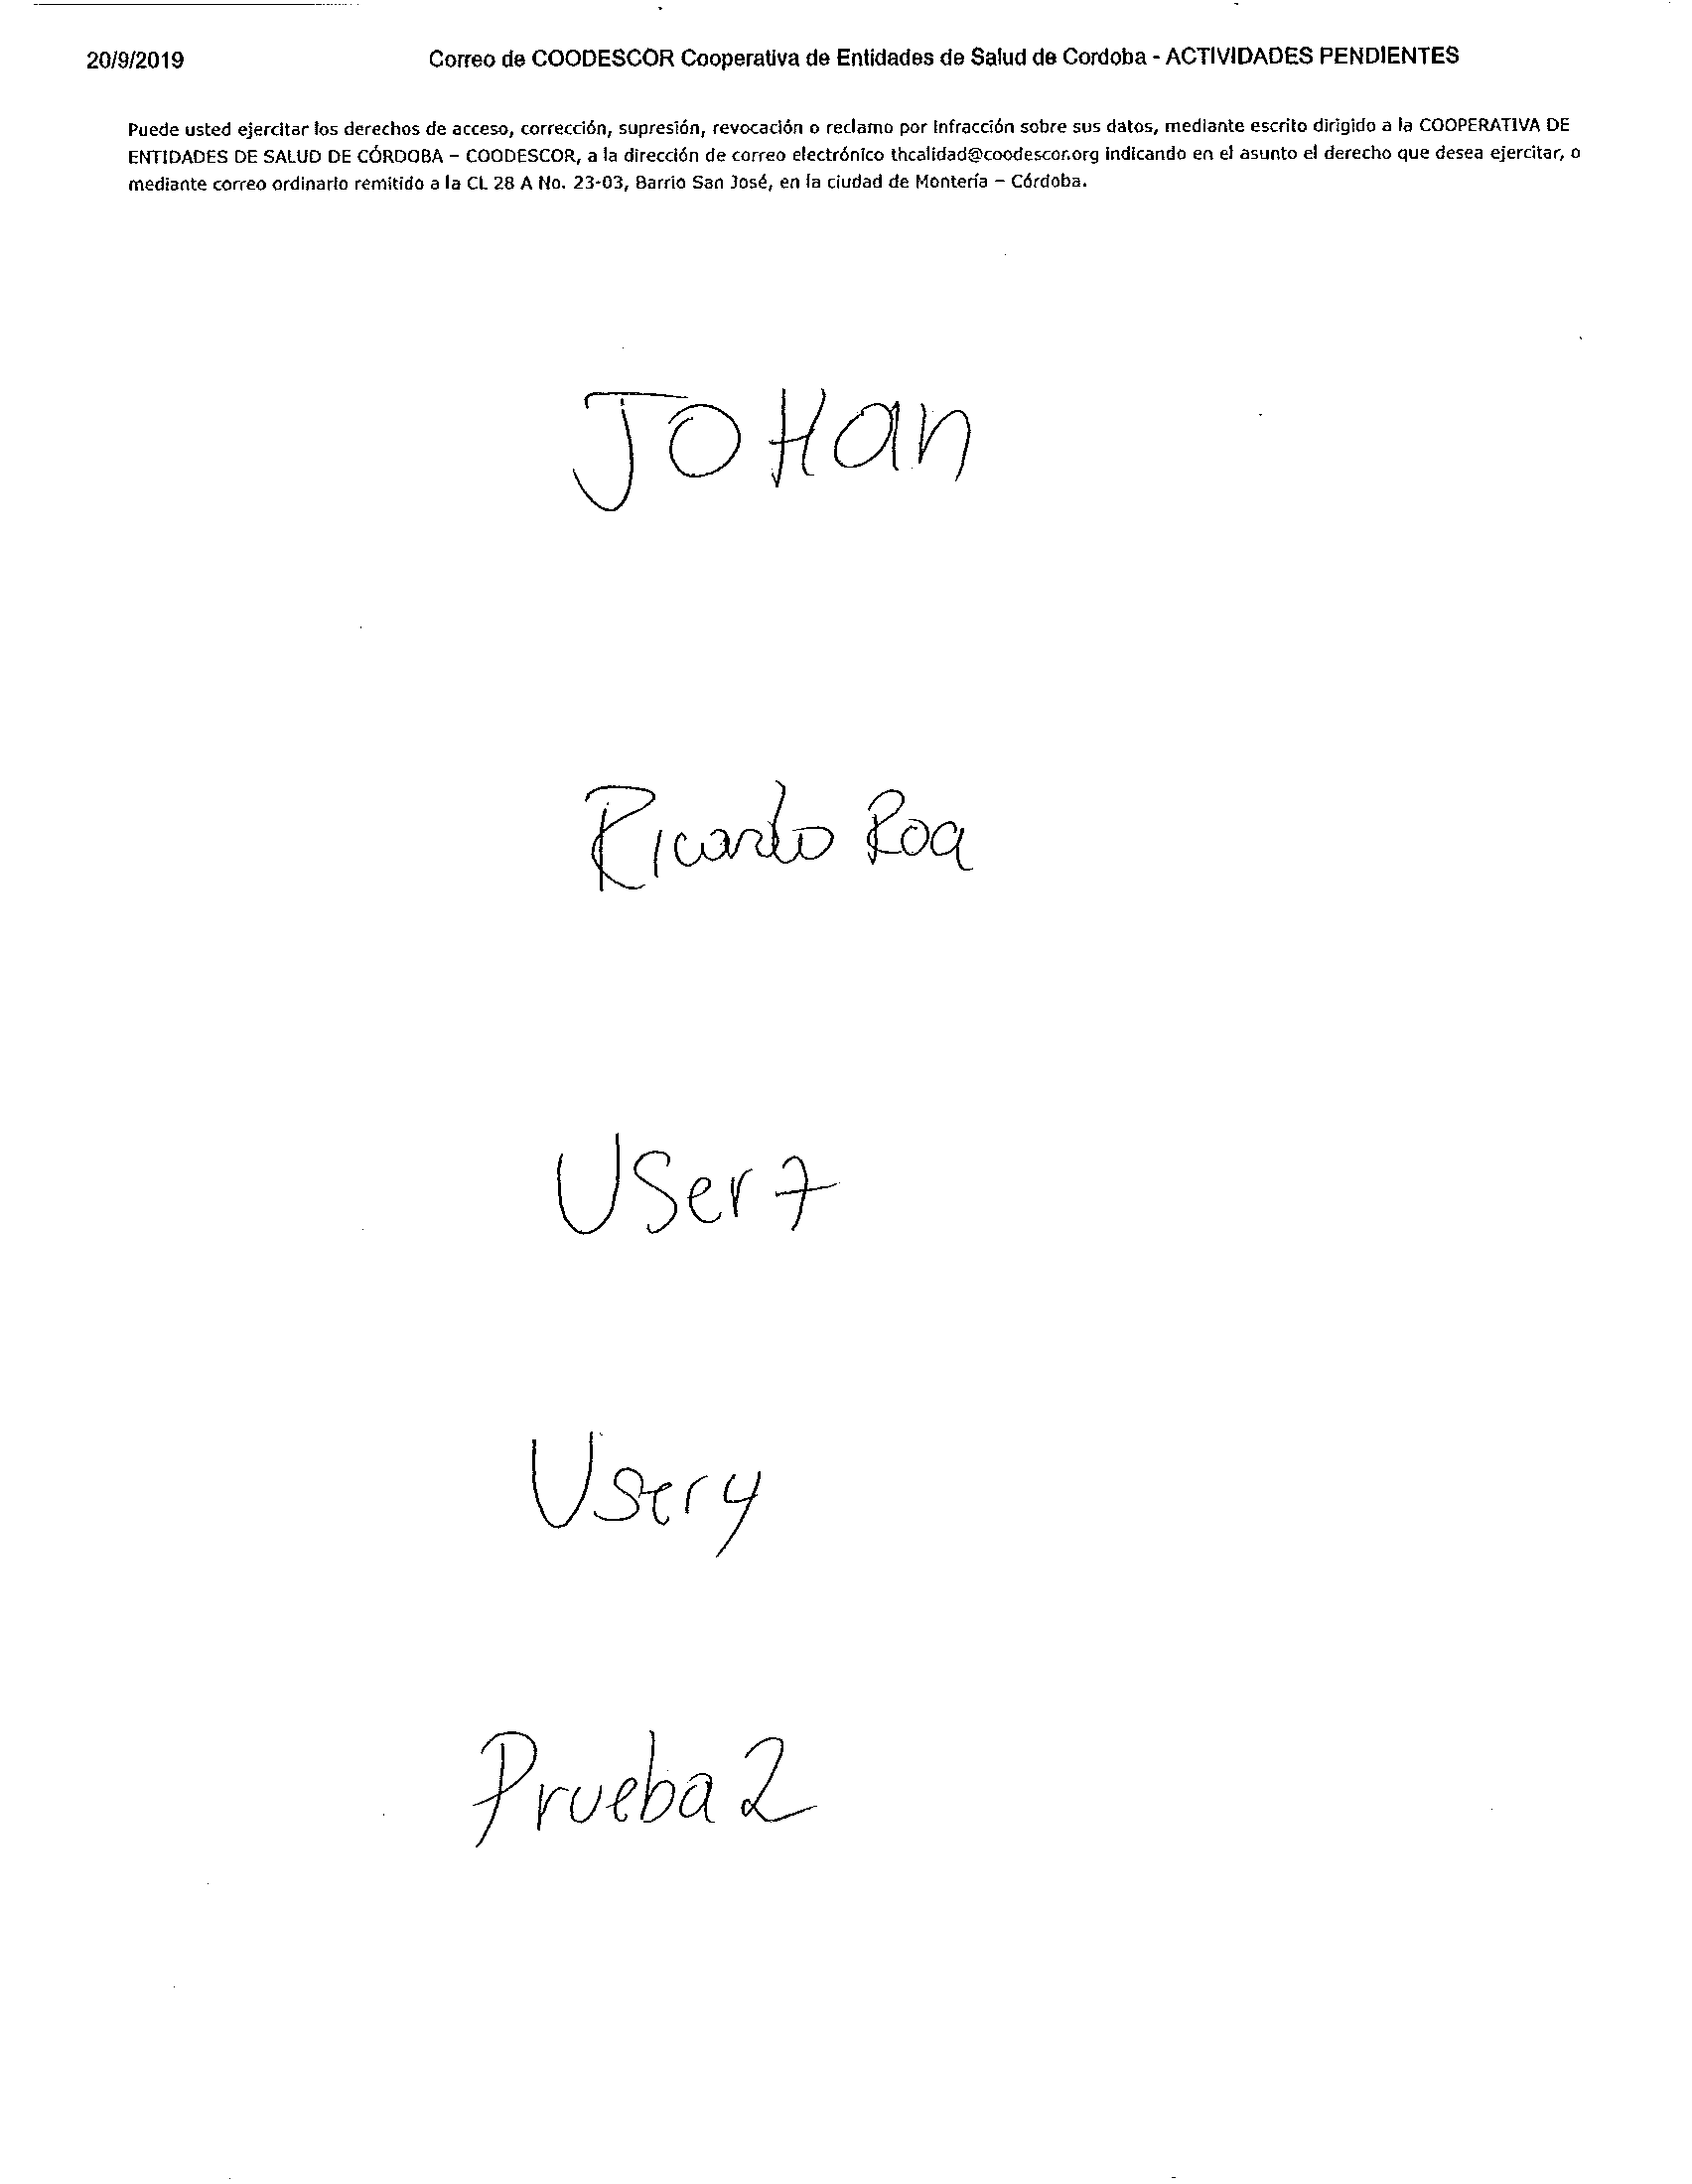 20/9/2019 Correo de COODESCOR Cooperativa de Entidades de Salud de Cordoba - ACTIVIDADES PENDIENTES
Puede usted ejercitar los derechos de acceso, corrección, supresión, revocación o reclamo por infracción sobre sus datos, mediante escrito dirigido a la COOPERATIVA DE
ENTIDADES DE SALUD DE CÓRDOBA – COODESCOR, a la dirección de correo electrónico thcalidad@coodescor.org indicando en el asunto el derecho que desea ejercitar, o
mediante correo ordinario remitido a la CL 28 A No. 23-03, Barrio San José, en la ciudad de Montería – Córdoba.
JOHan
Ricardo Roa
USer 7
User4
Prueba 2